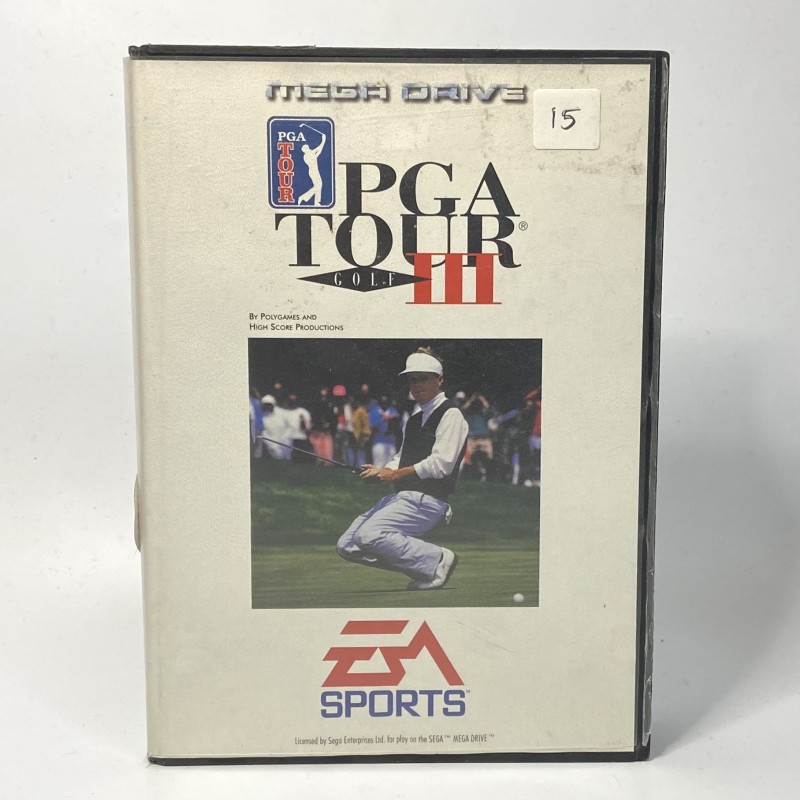 MEGA DRIVE
15
PGA
TOUR
PGA
TOUR®
GOLF III
By Polygames and
High Score Productions
EA
SPORTS™
Licensed by Sega Enterprises Ltd. for play on the SEGA™ MEGA DRIVE™